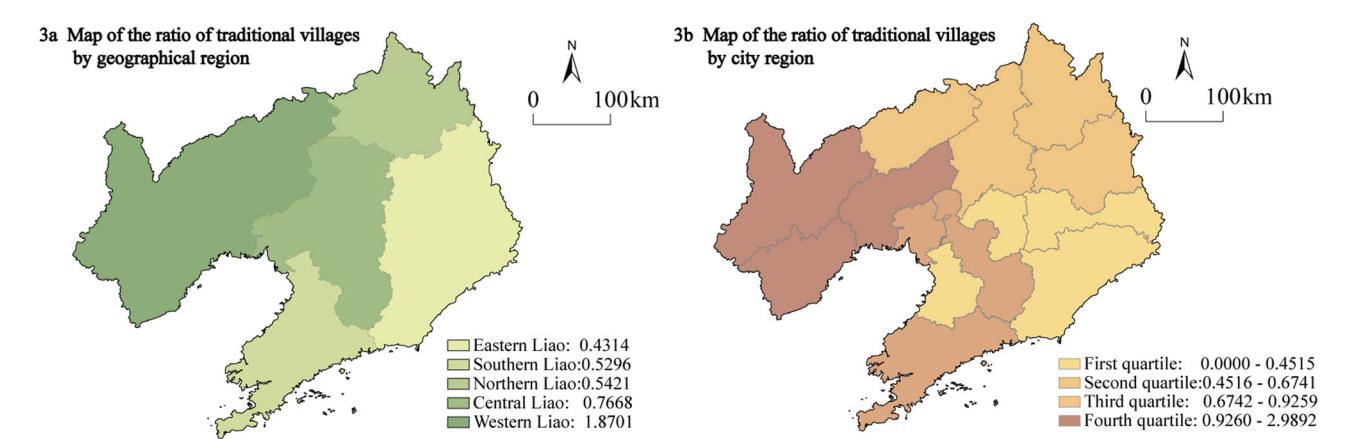 3a Map of the ratio of traditional villages
by geographical region
N
0 100km
Eastern Liao: 0.4314
Southern Liao:0.5296
Northern Liao:0.5421
Central Liao: 0.7668
Western Liao: 1.8701
3b Map of the ratio of traditional villages
by city region
N
0 100km
First quartile: 0.0000 - 0.4515
Second quartile:0.4516 - 0.6741
Third quartile: 0.6742 - 0.9259
Fourth quartile: 0.9260 - 2.9892